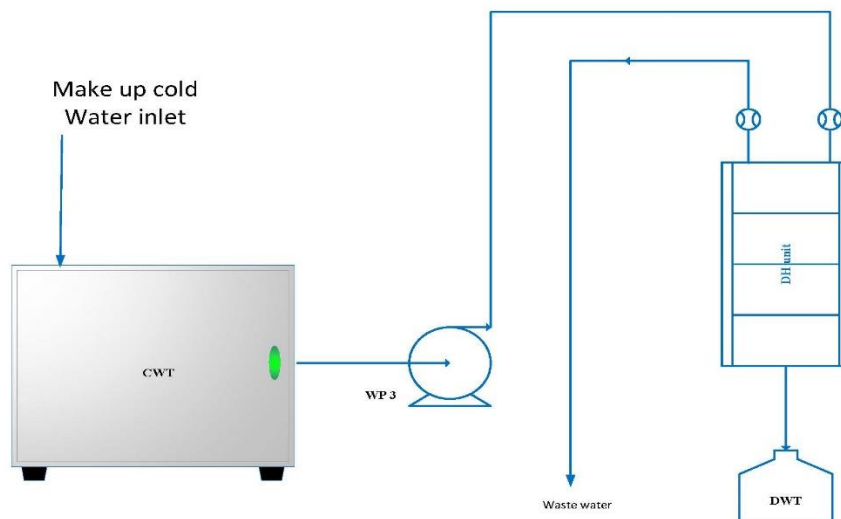 Make up cold
Water inlet
CWT
WP 3
DH unit
Waste water
DWT